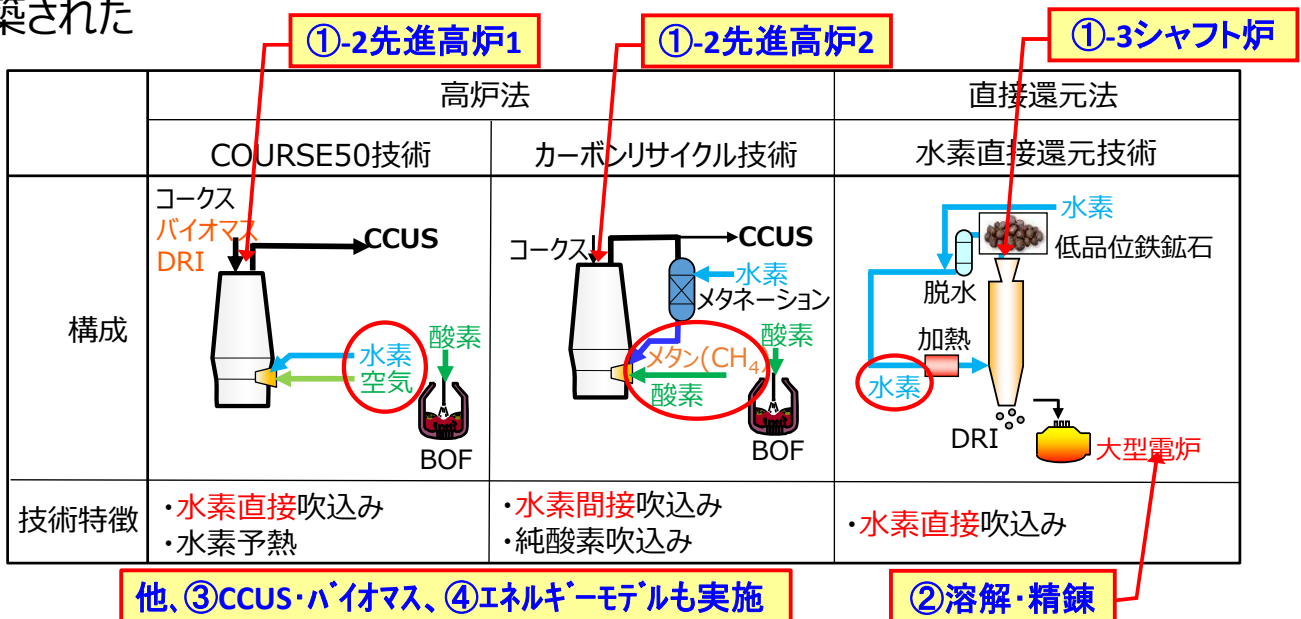 築された
①-2先進高炉1
①-2先進高炉2
①-3シャフト炉
高炉法
直接還元法
COURSE50技術
カーボンリサイクル技術
水素直接還元技術
構成
コークス
バイオマス
DRI
CCUS
水素
空気
酸素
BOF
コークス
CCUS
水素
メタネーション
メタン(CH₄)
酸素
酸素
BOF
水素
低品位鉄鉱石
脱水
加熱
水素
DRI
大型電炉
技術特徴
・水素直接吹込み
・水素予熱
・水素間接吹込み
・純酸素吹込み
・水素直接吹込み
他、③CCUS・ﾊﾞｲｵﾏｽ、④ｴﾈﾙｷﾞｰﾓﾃﾞﾙも実施
②溶解・精錬